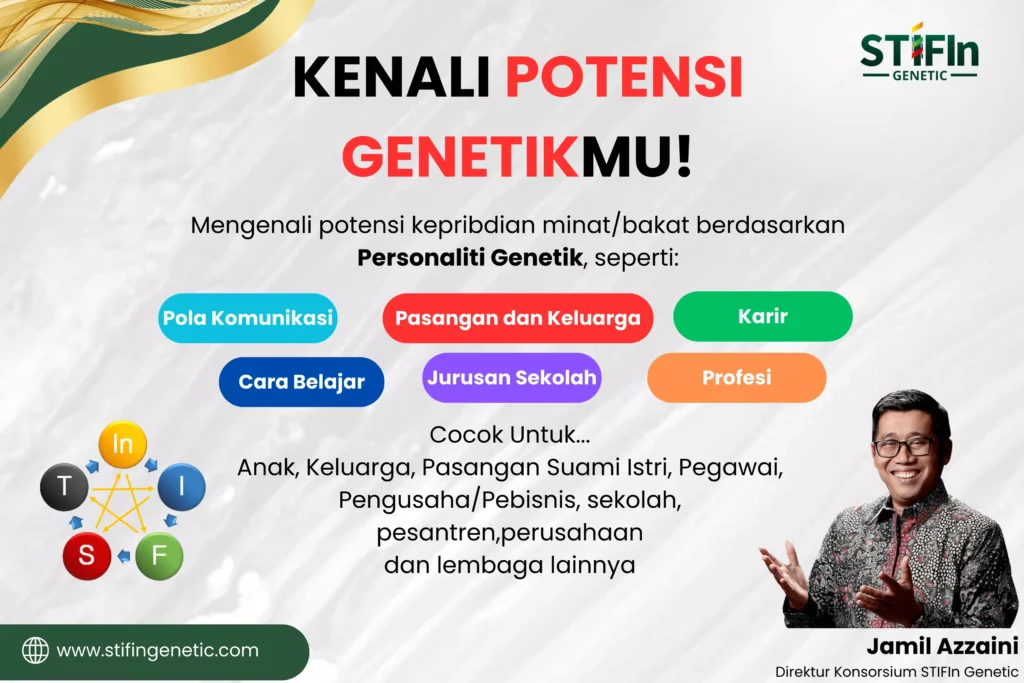 STIFIn
GENETIC
KENALI POTENSI
GENETIKMU!
Mengenali potensi kepribdian minat/bakat berdasarkan
Personaliti Genetik, seperti:
Pola Komunikasi
Pasangan dan Keluarga
Karir
Cara Belajar
Jurusan Sekolah
Profesi
Cocok Untuk...
Anak, Keluarga, Pasangan Suami Istri, Pegawai,
Pengusaha/Pebisnis, sekolah,
pesantren,perusahaan
dan lembaga lainnya
In
T
I
S
F
www.stifingenetic.com
Jamil Azzaini
Direktur Konsorsium STIFIn Genetic